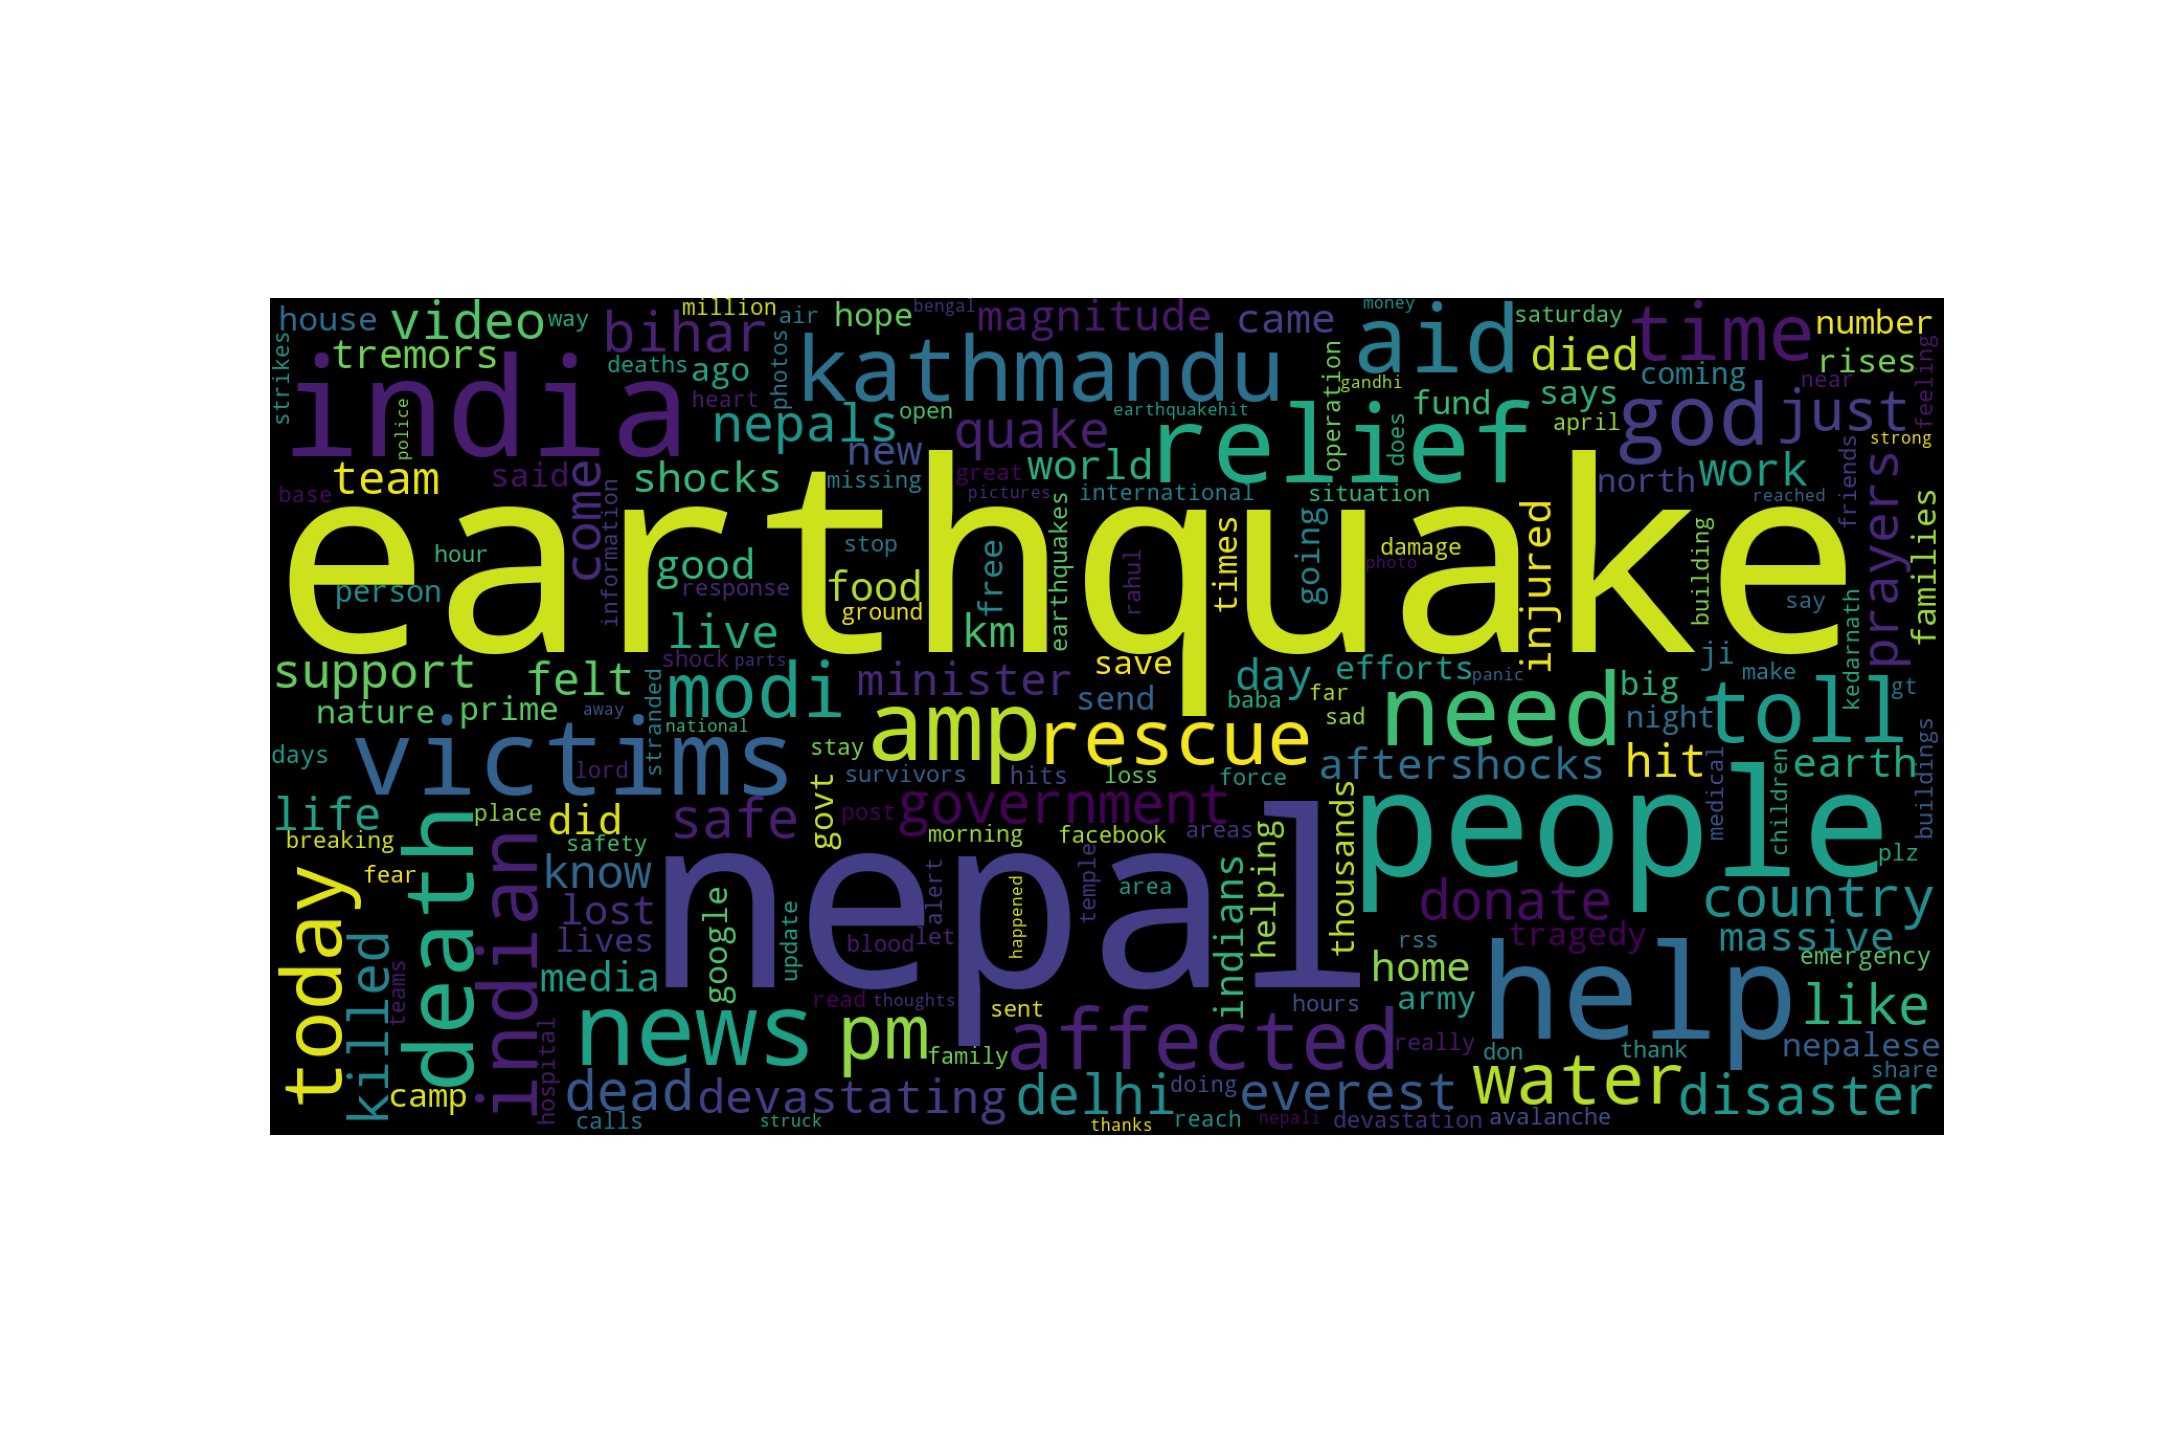 house
video
way
million
air
hope
bengal
magnitude
came
money
aid
saturday
time
number
strikes
tremors
bihar
deaths
ago
photos
kathmandu
operation
gandhi
died
coming
near
rises
feeling
india
police
heart
nepals
open
quake
earthquakehit
relief
does
fund
says
april
god
just
strong
team
said
shocks
new
missing
great
world
situation
north
work
friends
prayers
base
come
information
pictures
international
reached
families
earthquake
hour
person
good
response
stop
food
ground
free
km
earthquakes
rahul
times
going
damage
photo
injured
building
say
kedarnath
support
felt
live
shock
parts
modi
minister
save
send
day
baba
efforts
far
sad
panic
need
big
night
ji
make
toll
gt
nature
prime
away
national
stranded
amp
rescue
days
victims
lord
stay
survivors
hits
loss
force
aftershocks
hit
medical
earth
children
buildings
life
place
did
safe
govt
post
government
areas
thousands
people
breaking
death
safety
morning
facebook
helping
plz
today
fear
indian
know
nepal
google
alert
happened
temple
area
indians
donate
country
killed
lost
lives
update
blood
let
rss
tragedy
massive
teams
media
read
thoughts
sent
hours
home
army
help
emergency
like
hospital
news
pm
family
affected
really
don
thank
nepalese
share
camp
dead
devastating
delhi
doing
everest
water
disaster
calls
struck
thanks
reach
nepali
devastation
avalanche